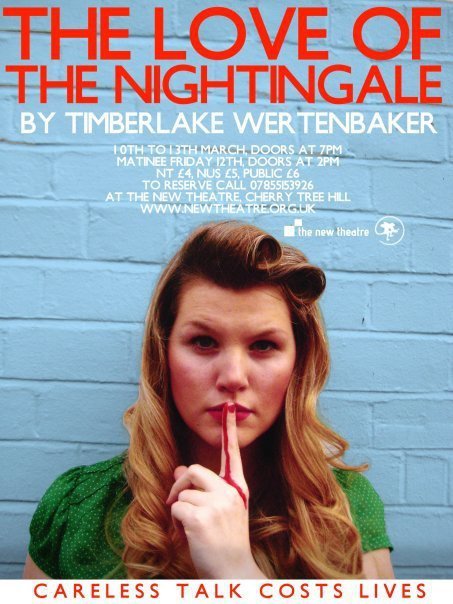 THE LOVE OF
THE NIGHTINGALE
BY TIMBERLAKE WERTENBAKER
10TH TO 13TH MARCH, DOORS AT 7PM
MATINEE FRIDAY 12TH, DOORS AT 2PM
NT £4, NUS £5, PUBLIC £6
TO RESERVE CALL 07855153926
AT THE NEW THEATRE, CHERRY TREE HILL
WWW.NEWTHEATRE.ORG.UK
the new theatre
CARELESS TALK COSTS LIVES